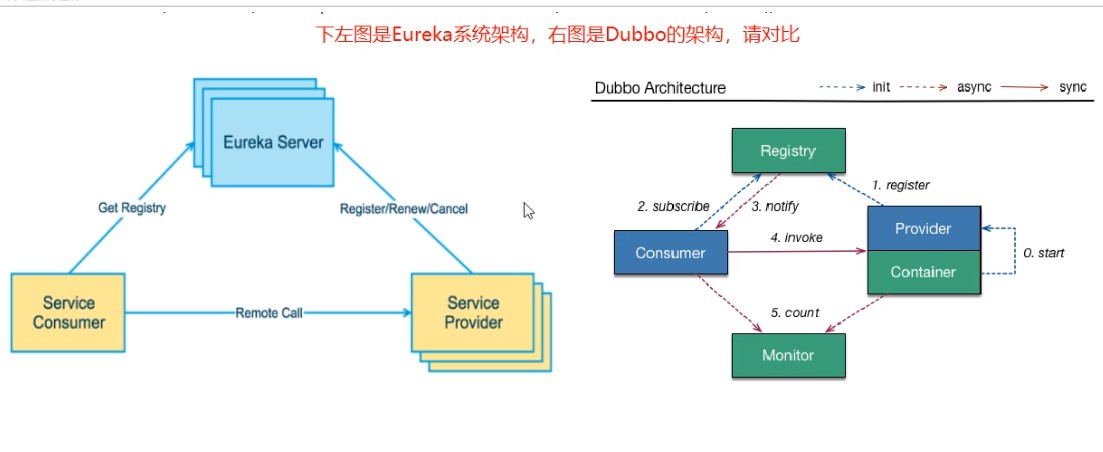 下左图是Eureka系统架构，右图是Dubbo的架构，请对比
Eureka Server
Get Registry
Register/Renew/Cancel
Service
Consumer
Remote Call
Service
Provider
Dubbo Architecture
init
async
sync
Registry
1. register
2. subscribe
3. notify
Provider
4. invoke
Consumer
0. start
Container
5. count
Monitor